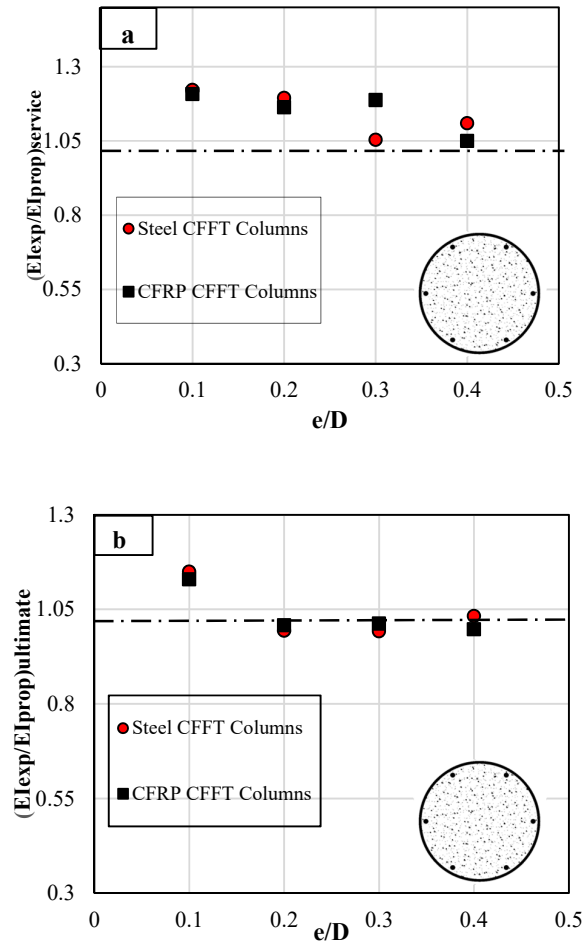 a
(EIexp/EIprop)service
1.3
1.05
0.8
0.55
0.3
Steel CFFT Columns
CFRP CFFT Columns
0 0.1 0.2 0.3 0.4 0.5
e/D
b
(EIexp/EIprop)ultimate
1.3
1.05
0.8
0.55
0.3
Steel CFFT Columns
CFRP CFFT Columns
0 0.1 0.2 0.3 0.4 0.5
e/D